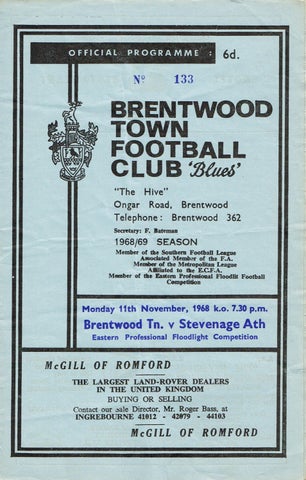 OFFICIAL PROGRAMME : 6d.
Nº 133
BRENTWOOD
TOWN
FOOTBALL
CLUB 'Blues'
"The Hive"
Ongar Road, Brentwood
Telephone: Brentwood 362
Secretary: F. Bateman
1968/69 SEASON
Member of the Southern Football League
Associated Member of the F.A.
Member of the Metropolitan League
Affiliated to the E.C.F.A.
Member of the Eastern Professional Floodlit Football
Competition
Monday 11th November, 1968 k.o. 7.30 p.m.
Brentwood Tn. v Stevenage Ath
Eastern Professional Floodlight Competition
McGILL OF ROMFORD
THE LARGEST LAND-ROVER DEALERS
IN THE UNITED KINGDOM
BUYING OR SELLING
Contact our Sale Director, Mr. Roger Bass, at
INGREBOURNE 41012 - 42079 - 44103
McGILL OF ROMFORD